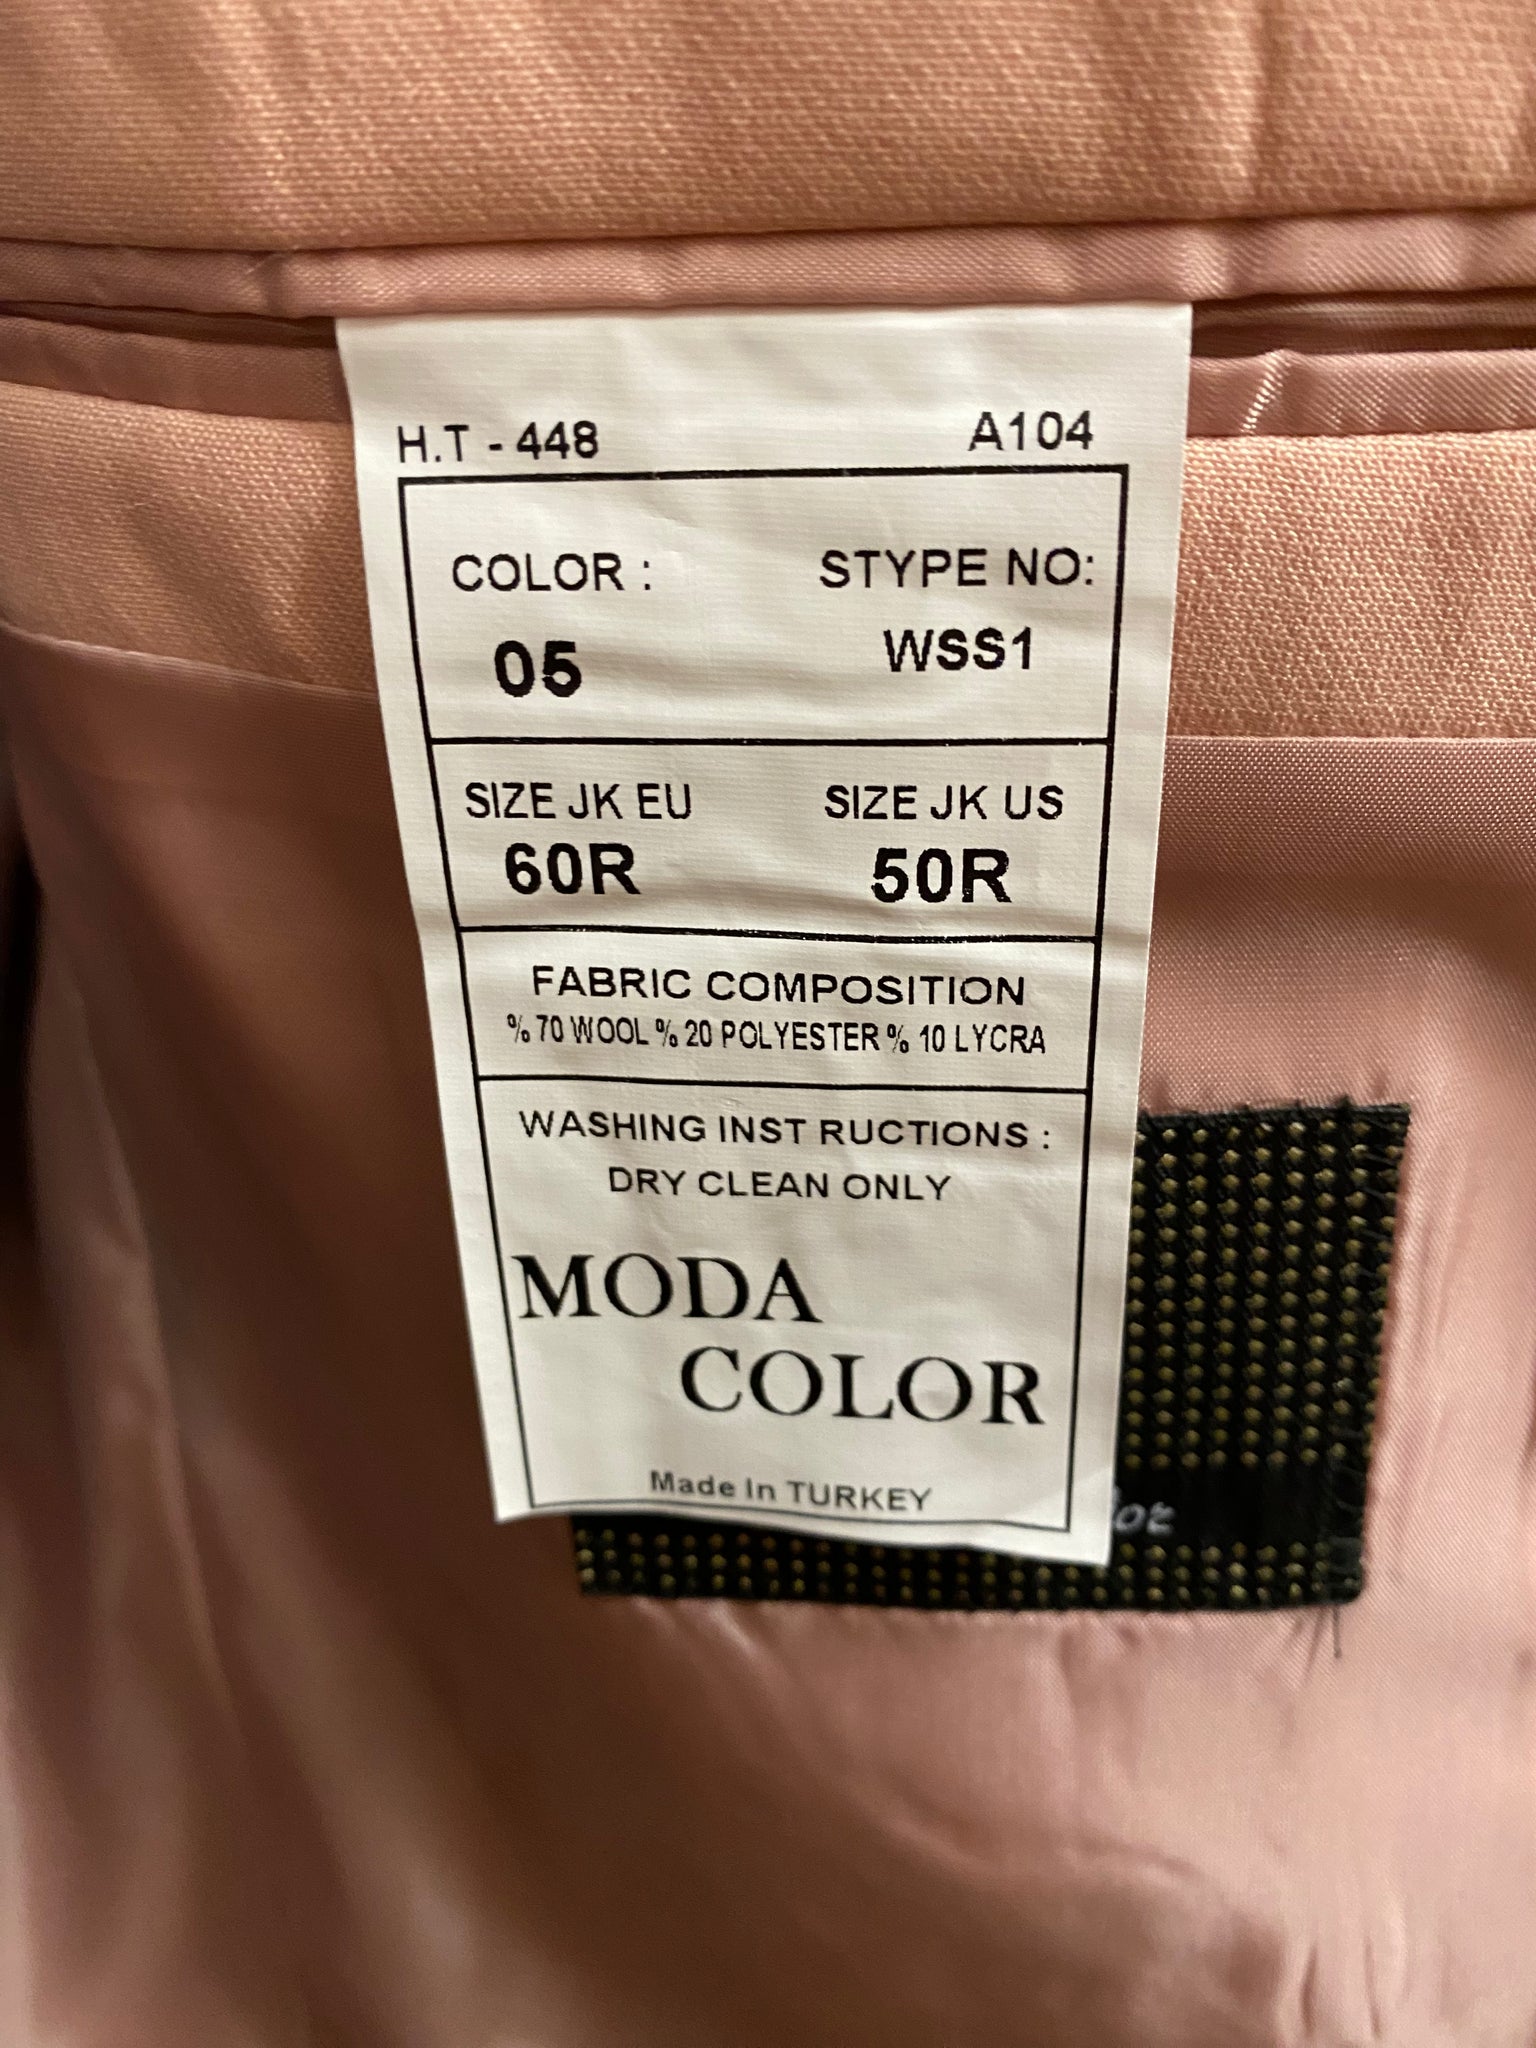 H.T - 448 A104
COLOR : STYPE NO:
05 WSS1
SIZE JK EU SIZE JK US
60R 50R
FABRIC COMPOSITION
% 70 WOOL % 20 POLYESTER % 10 LYCRA
WASHING INST RUCTIONS :
DRY CLEAN ONLY
MODA
COLOR
Made In TURKEY